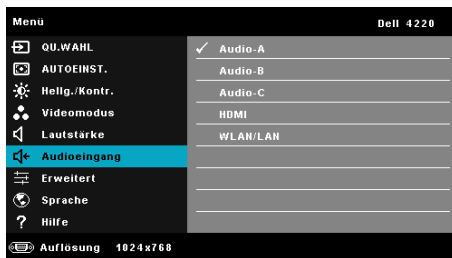 Menü Dell 4220
QU.WAHL
AUTOEINST.
Hellg./Kontr.
Videomodus
Lautstärke
Audioeingang
Erweitert
Sprache
? Hilfe
✓ Audio-A
Audio-B
Audio-C
HDMI
WLAN/LAN
Auflösung 1024x768